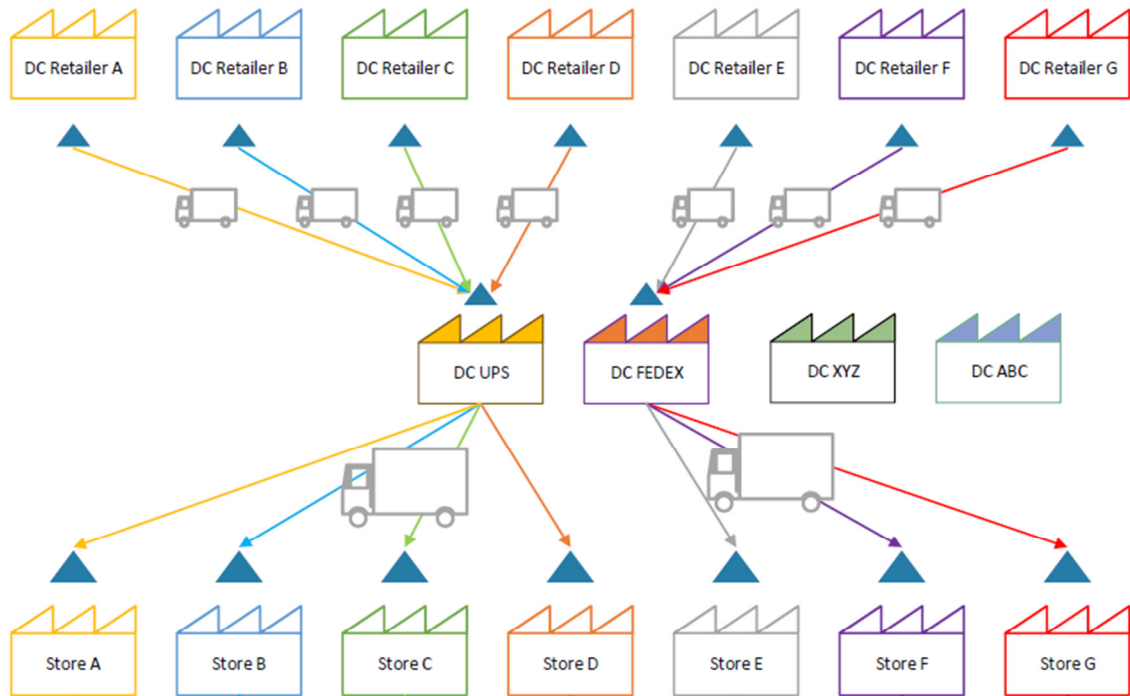 DC Retailer A
DC Retailer B
DC Retailer C
DC Retailer D
DC Retailer E
DC Retailer F
DC Retailer G
DC UPS
DC FEDEX
DC XYZ
DC ABC
Store A
Store B
Store C
Store D
Store E
Store F
Store G